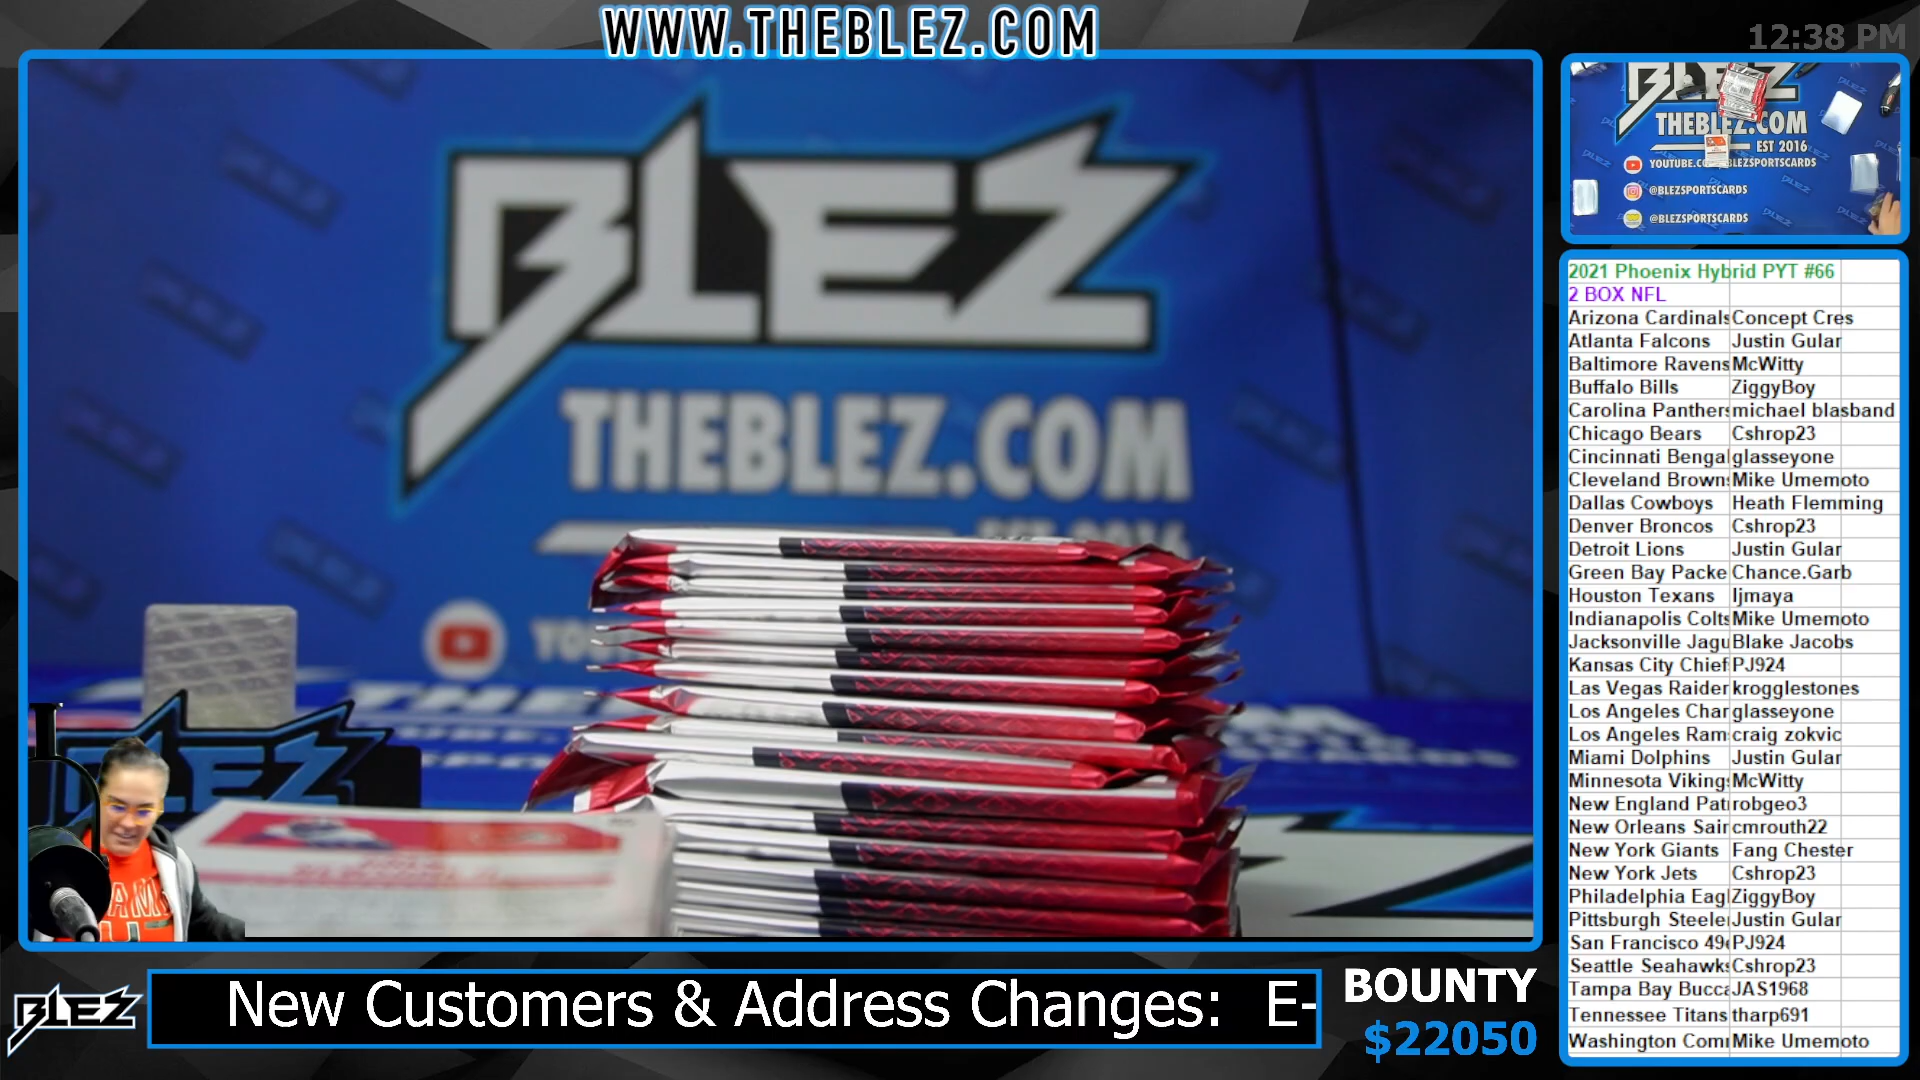 WWW.THEBLEZ.COM
12:38 PM
BLEZ
THEBLEZ.COM
EST 2016
BLEZ
THEBLEZ.COM
EST 2016
@BLEZSPORTSCARDS
@BLEZSPORTSCARDS
2021 Phoenix Hybrid PYT #66
2 BOX NFL
Arizona Cardinals Concept Cres
Atlanta Falcons Justin Gular
Baltimore Ravens McWitty
Buffalo Bills ZiggyBoy
Carolina Panthers michael blasband
Chicago Bears Cshrop23
Cincinnati Bengal glasseyone
Cleveland Browns Mike Umemoto
Dallas Cowboys Heath Flemming
Denver Broncos Cshrop23
Detroit Lions Justin Gular
Green Bay Packe Chance.Garb
Houston Texans ljmaya
Indianapolis Colts Mike Umemoto
Jacksonville Jagu Blake Jacobs
Kansas City Chief PJ924
Las Vegas Raider krogglestones
Los Angeles Char glasseyone
Los Angeles Ram craig zokvic
Miami Dolphins Justin Gular
Minnesota Vikings McWitty
New England Patr robgeo3
New Orleans Sair cmrouth22
New York Giants Fang Chester
New York Jets Cshrop23
Philadelphia Eagl ZiggyBoy
Pittsburgh Steele Justin Gular
San Francisco 49e PJ924
Seattle Seahawks Cshrop23
Tampa Bay Bucca JAS1968
Tennessee Titans tharp691
Washington Comm Mike Umemoto
BLEZ
New Customers & Address Changes: E-
BOUNTY
$22050